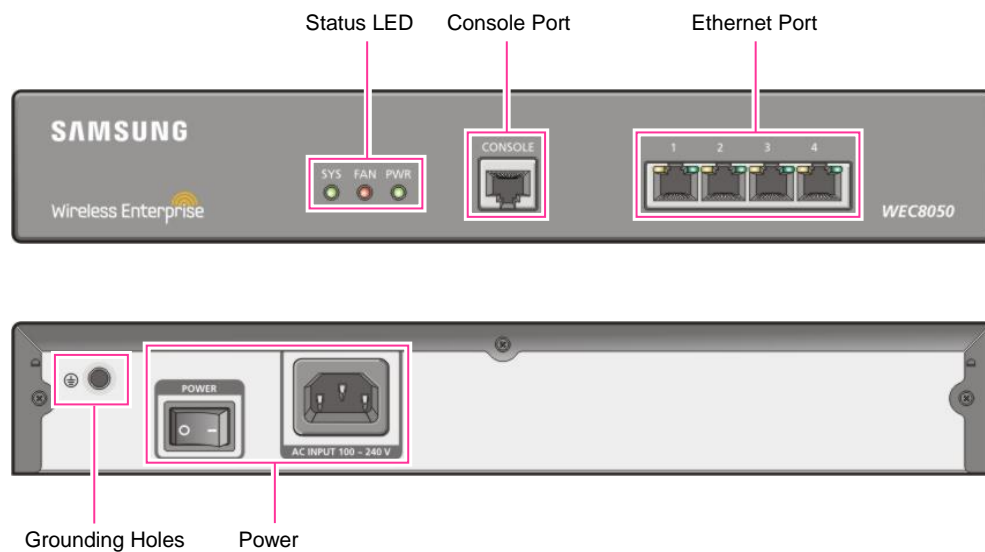 Status LED
Console Port
Ethernet Port
SAMSUNG
SYS FAN PWR
CONSOLE
1 2 3 4
Wireless Enterprise
WEC8050
POWER
AC INPUT 100 ~ 240 V
Grounding Holes
Power